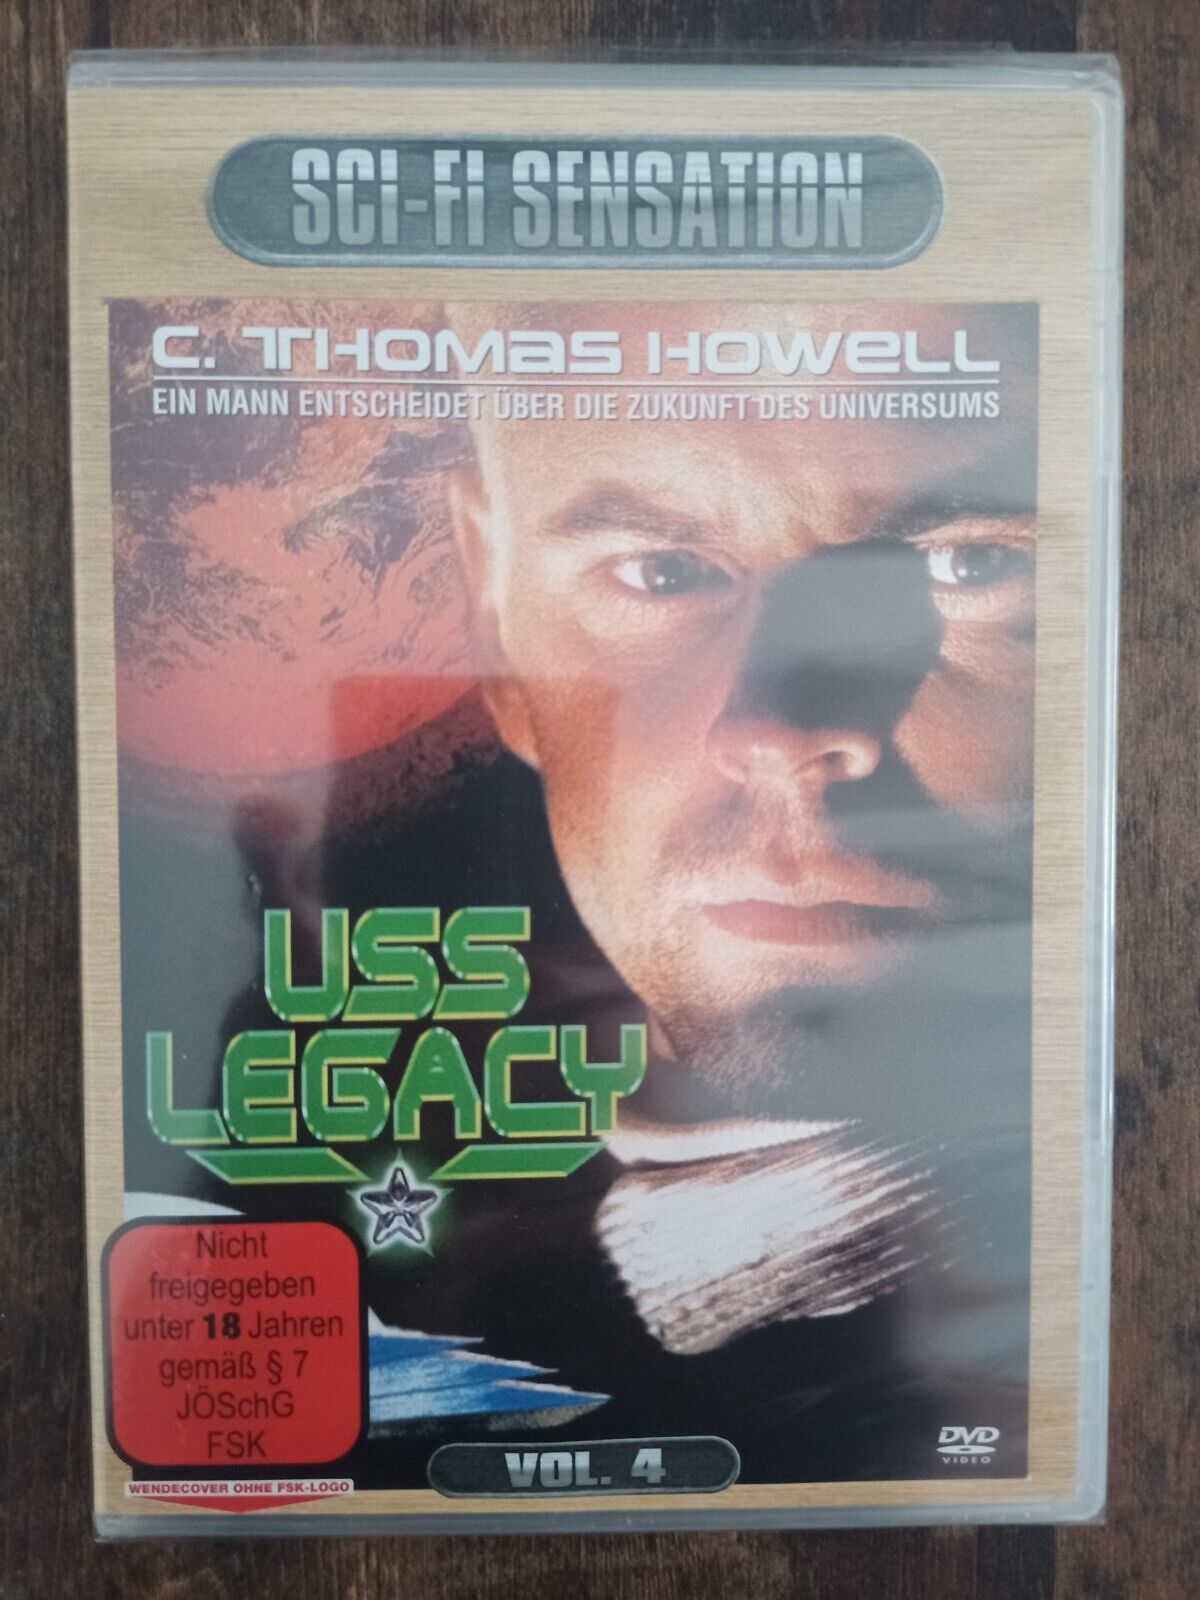 SCI-FI SENSATION
C. THOMAS HOWELL
EIN MANN ENTSCHEIDET ÜBER DIE ZUKUNFT DES UNIVERSUMS
USS
LEGACY
Nicht
freigegeben
unter 18 Jahren
gemäß § 7
JÖSchG
FSK
WENDECOVER OHNE FSK-LOGO
VOL. 4
DVD
VIDEO